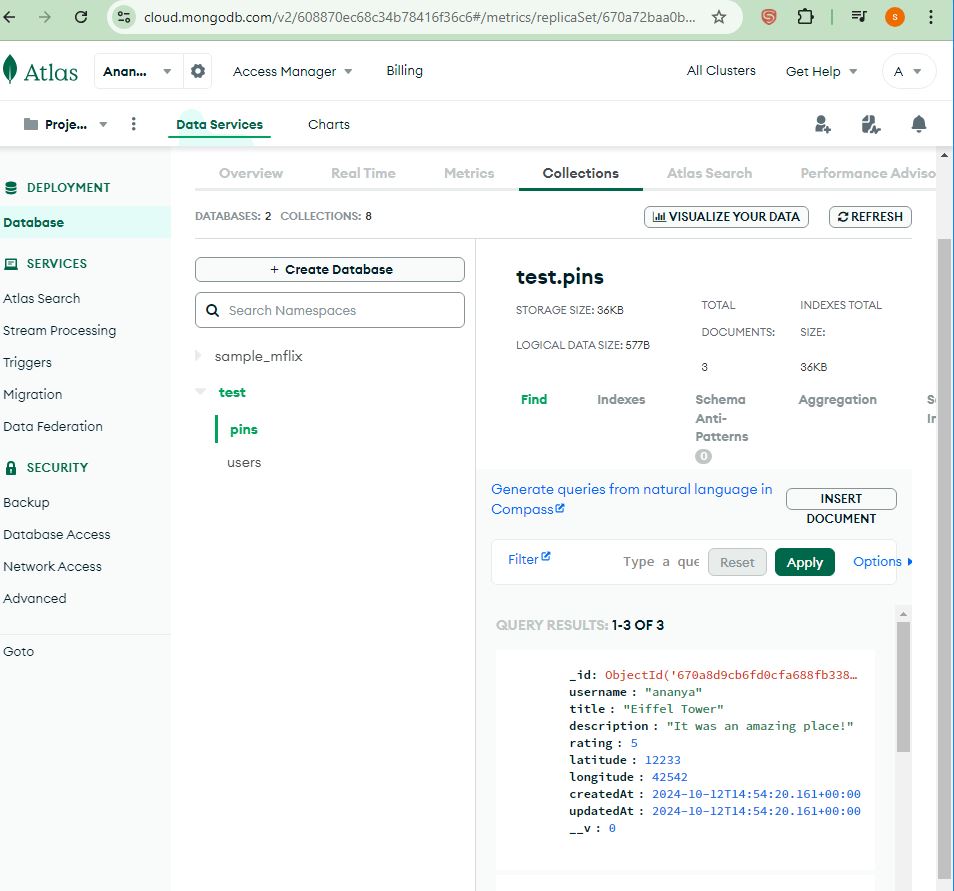 cloud.mongodb.com/v2/608870ec68c34b78416f36c6#/metrics/replicaSet/670a72baa0b...
S
Atlas
Anan...
Access Manager
Billing
All Clusters
Get Help
A
Proje...
Data Services
Charts
DEPLOYMENT
Database
SERVICES
Atlas Search
Stream Processing
Triggers
Migration
Data Federation
SECURITY
Backup
Database Access
Network Access
Advanced
Goto
Overview
Real Time
Metrics
Collections
Atlas Search
Performance Adviso
DATABASES: 2 COLLECTIONS: 8
VISUALIZE YOUR DATA
REFRESH
+ Create Database
Search Namespaces
sample_mflix
test
pins
users
test.pins
STORAGE SIZE: 36KB
LOGICAL DATA SIZE: 577B
TOTAL
DOCUMENTS:
3
INDEXES TOTAL
SIZE:
36KB
Find
Indexes
Schema
Anti-
Patterns
0
Aggregation
S
In
Generate queries from natural language in
Compass
INSERT
DOCUMENT
Filter
Type a que
Reset
Apply
Options
QUERY RESULTS: 1-3 OF 3
_id: ObjectId('670a8d9cb6fd0cfa688fb338…
username : "ananya"
title : "Eiffel Tower"
description : "It was an amazing place!"
rating : 5
latitude : 12233
longitude : 42542
createdAt : 2024-10-12T14:54:20.161+00:00
updatedAt : 2024-10-12T14:54:20.161+00:00
__v : 0